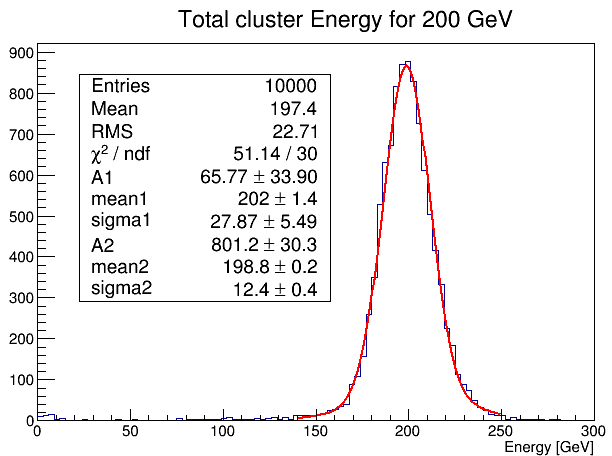 Total cluster Energy for 200 GeV
Entries 10000
Mean 197.4
RMS 22.71
χ² / ndf 51.14 / 30
A1 65.77 ± 33.90
mean1 202 ± 1.4
sigma1 27.87 ± 5.49
A2 801.2 ± 30.3
mean2 198.8 ± 0.2
sigma2 12.4 ± 0.4
900
800
700
600
500
400
300
200
100
0
0 50 100 150 200 250 300
Energy [GeV]